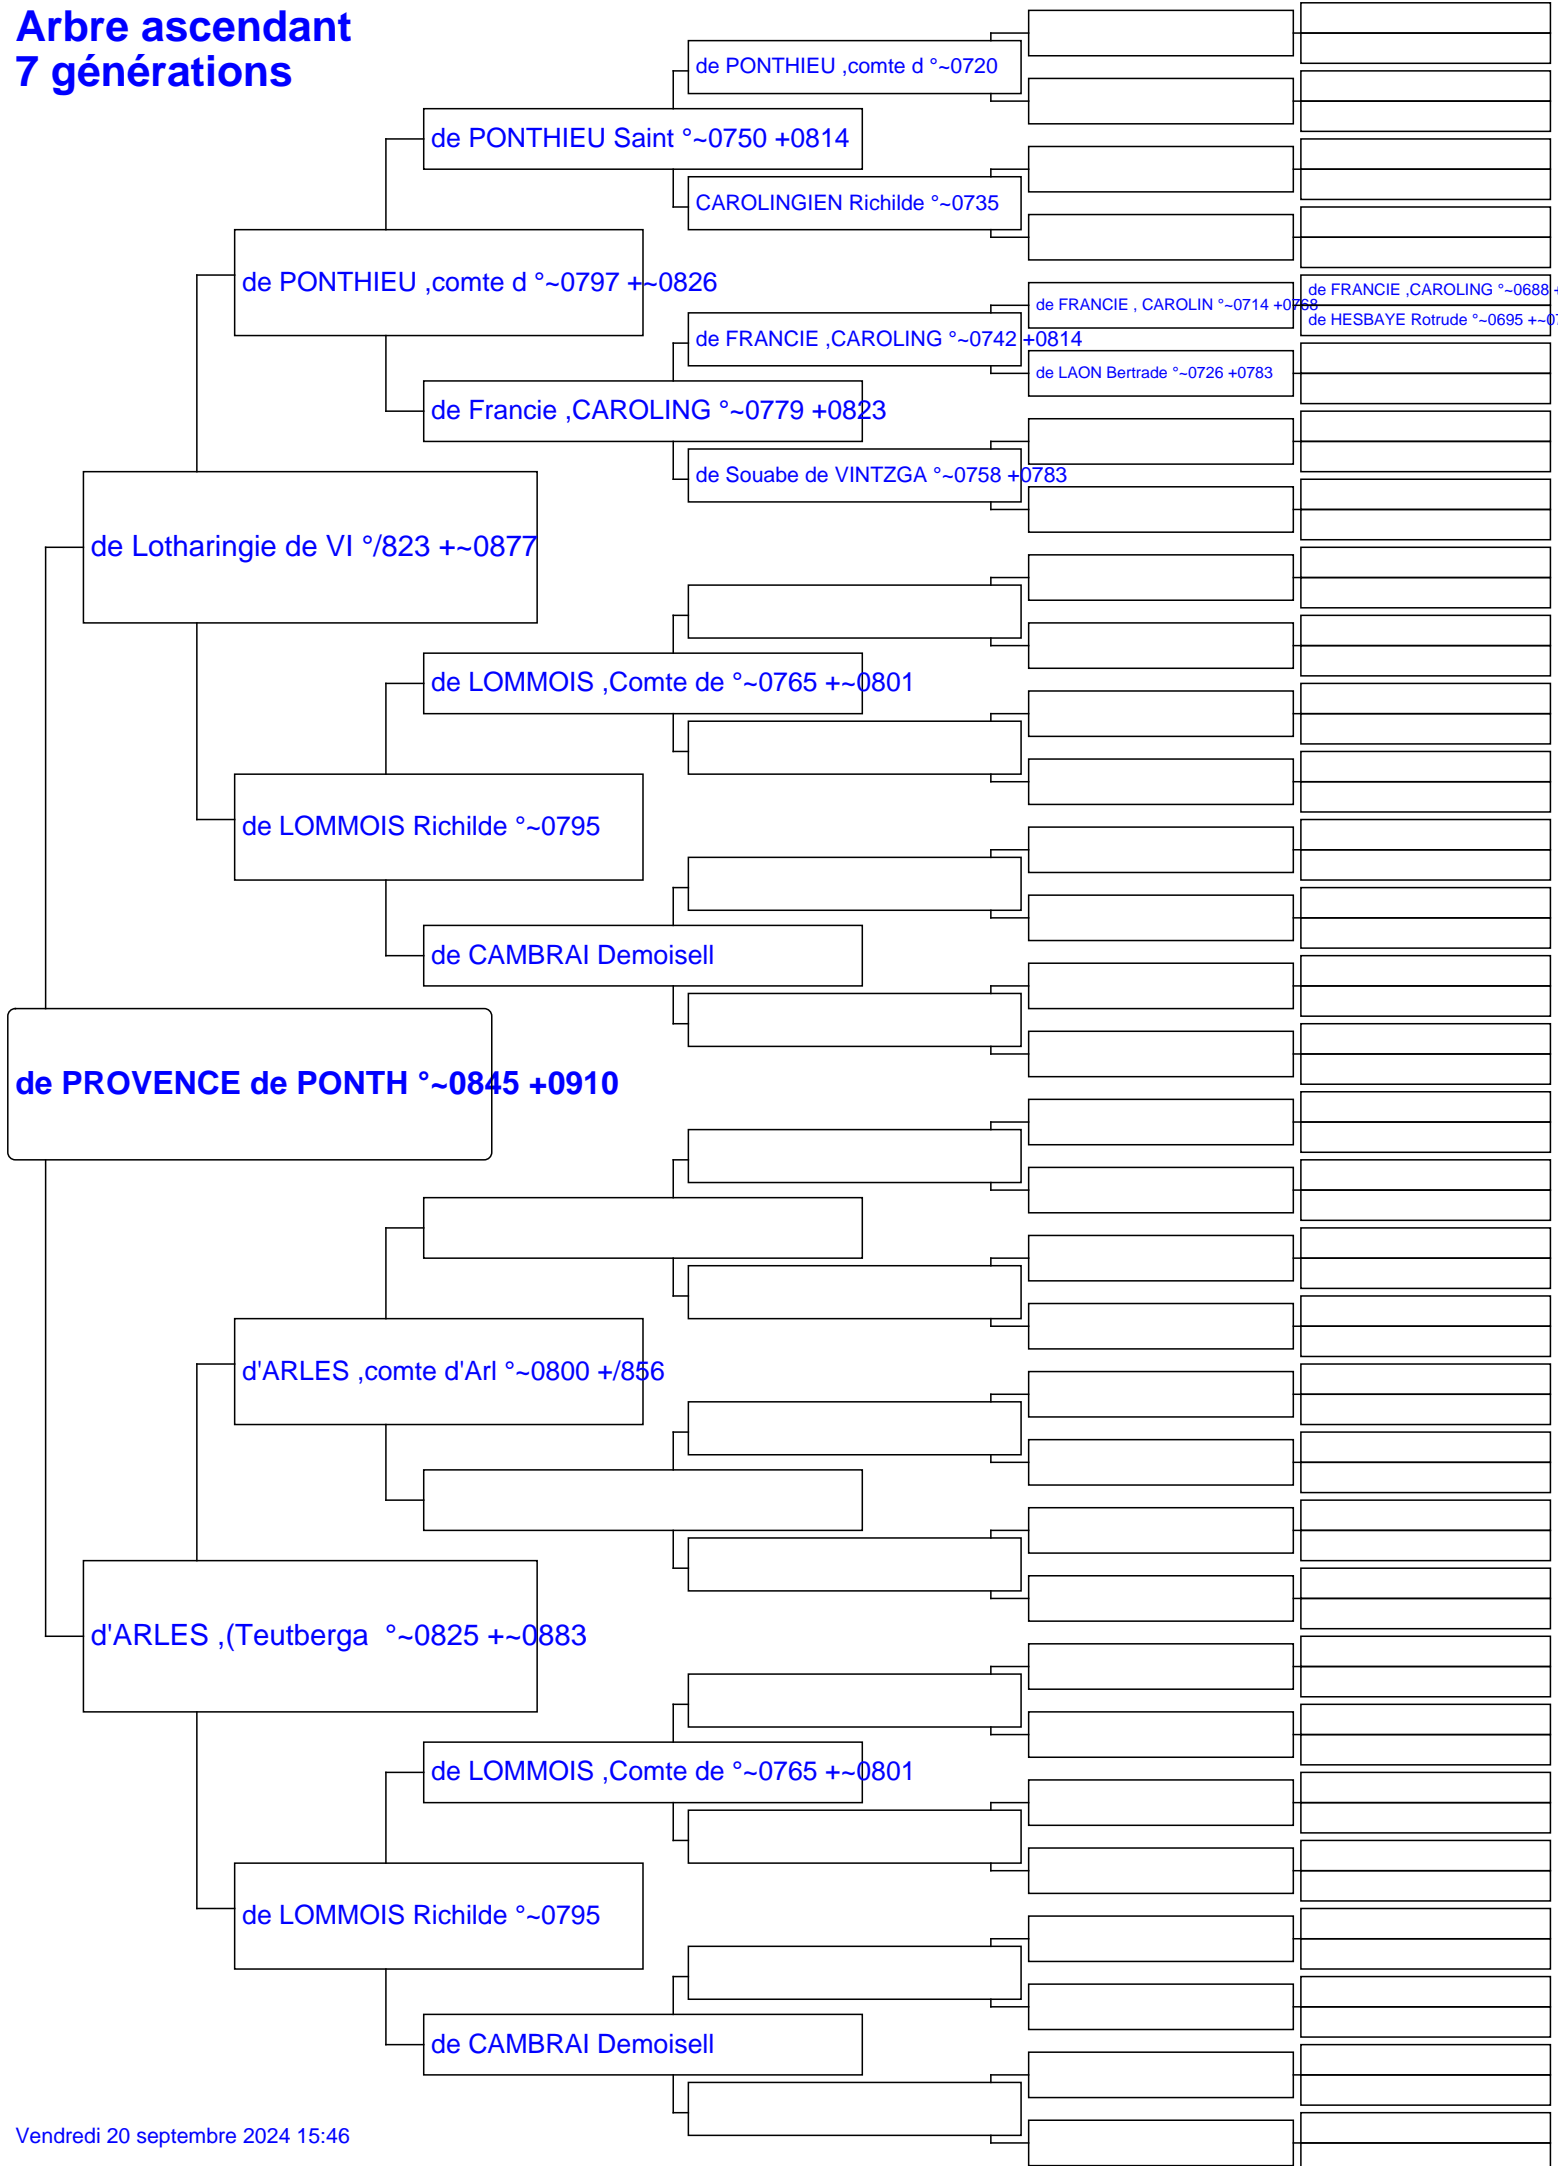 Arbre ascendant
7 générations
de PONTHIEU ,comte d °~0720
de PONTHIEU Saint °~0750 +0814
CAROLINGIEN Richilde °~0735
de PONTHIEU ,comte d °~0797 +~0826
de FRANCIE ,CAROLING °~0688 +
de FRANCIE , CAROLIN °~0714 +0768
de HESBAYE Rotrude °~0695 +~07
de FRANCIE ,CAROLING °~0742 +0814
de LAON Bertrade °~0726 +0783
de Francie ,CAROLING °~0779 +0823
de Souabe de VINTZGA °~0758 +0783
de Lotharingie de VI °/823 +~0877
de LOMMOIS ,Comte de °~0765 +~0801
de LOMMOIS Richilde °~0795
de CAMBRAI Demoisell
de PROVENCE de PONTH °~0845 +0910
d'ARLES ,comte d'Arl °~0800 +/856
d'ARLES ,(Teutberga °~0825 +~0883
de LOMMOIS ,Comte de °~0765 +~0801
de LOMMOIS Richilde °~0795
de CAMBRAI Demoisell
Vendredi 20 septembre 2024 15:46